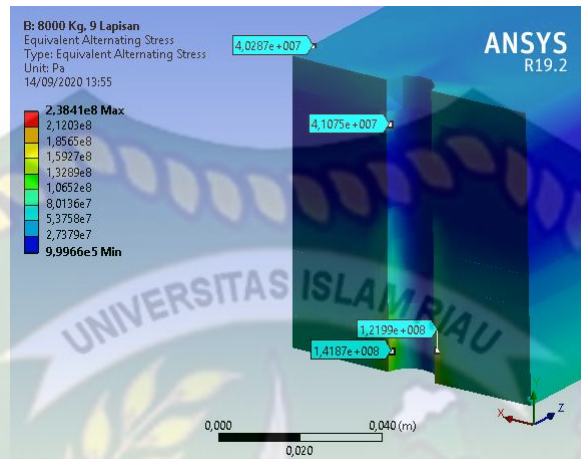 B: 8000 Kg, 9 Lapisan
Equivalent Alternating Stress
Type: Equivalent Alternating Stress
Unit: Pa
14/09/2020 13:55
2,3841e8 Max
2,1203e8
1,8565e8
1,5927e8
1,3289e8
1,0652e8
8,0136e7
5,3758e7
2,7379e7
9,9966e5 Min
ANSYS
R19.2
4,0287e+007
4,1075e+007
1,2199e+008
1,4187e+008
UNIVERSITAS ISLAM RIAU
0,000
0,040 (m)
0,020
Y
X
Z